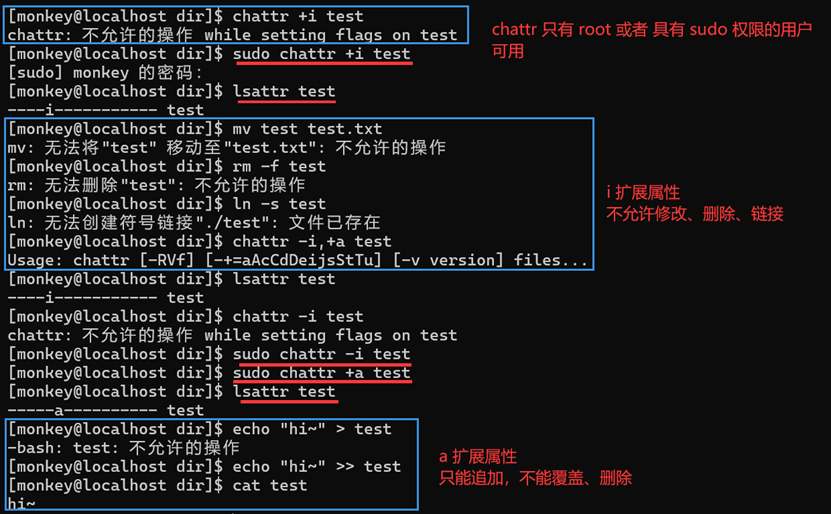 [monkey@localhost dir]$ chattr +i test
chattr: 不允许的操作 while setting flags on test
chattr 只有 root 或者 具有 sudo 权限的用户
可用
[monkey@localhost dir]$ sudo chattr +i test
[sudo] monkey 的密码:
[monkey@localhost dir]$ lsattr test
----i----------- test
[monkey@localhost dir]$ mv test test.txt
mv: 无法将"test" 移动至"test.txt": 不允许的操作
[monkey@localhost dir]$ rm -f test
rm: 无法删除"test": 不允许的操作
[monkey@localhost dir]$ ln -s test
ln: 无法创建符号链接"./test": 文件已存在
[monkey@localhost dir]$ chattr -i,+a test
Usage: chattr [-RVf] [-+=aAcCdDeijsStTu] [-v version] files...
i 扩展属性
不允许修改、删除、链接
[monkey@localhost dir]$ lsattr test
----i----------- test
[monkey@localhost dir]$ chattr -i test
chattr: 不允许的操作 while setting flags on test
[monkey@localhost dir]$ sudo chattr -i test
[monkey@localhost dir]$ sudo chattr +a test
[monkey@localhost dir]$ lsattr test
-----a---------- test
[monkey@localhost dir]$ echo "hi~" > test
-bash: test: 不允许的操作
[monkey@localhost dir]$ echo "hi~" >> test
[monkey@localhost dir]$ cat test
hi~
a 扩展属性
只能追加，不能覆盖、删除